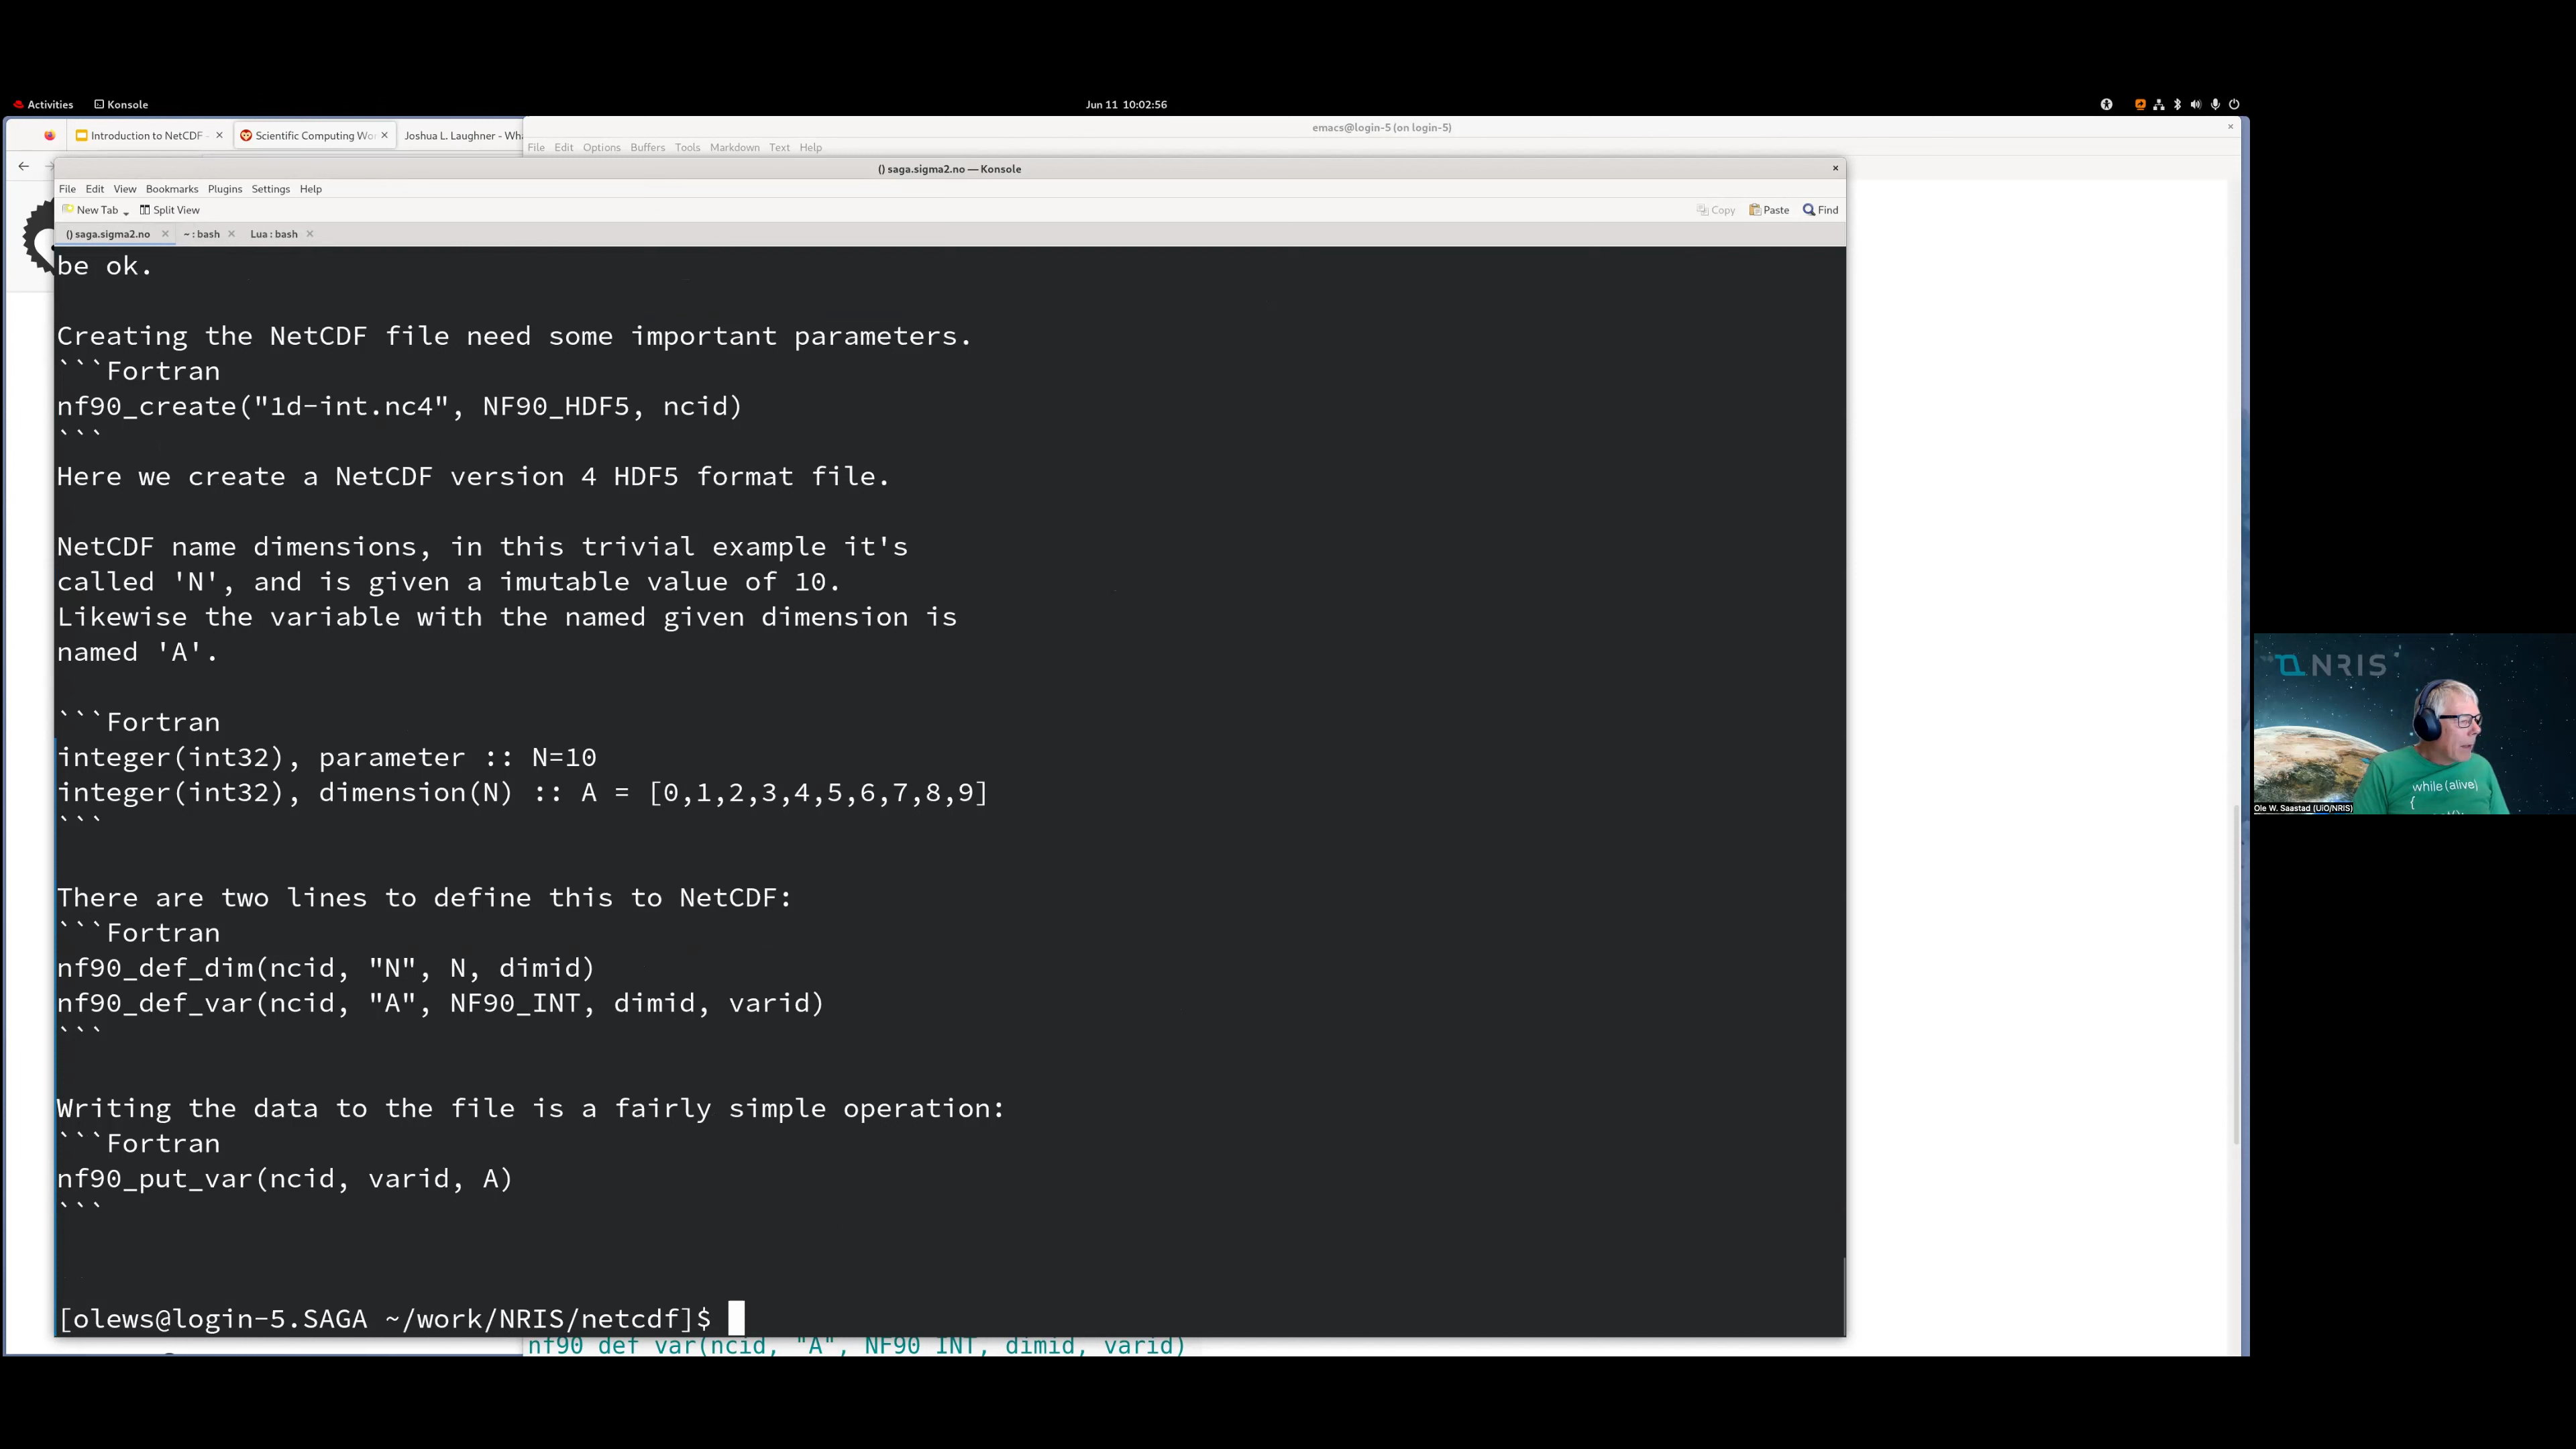 Activities
Konsole
Jun 11 10:02:56
Introduction to NetCDF -
Scientific Computing Wo
Joshua L. Laughner - Wh
emacs@login-5 (on login-5)
File Edit Options Buffers Tools Markdown Text Help
() saga.sigma2.no — Konsole
File Edit View Bookmarks Plugins Settings Help
New Tab
Split View
Copy
Paste
Find
() saga.sigma2.no
~ : bash
Lua : bash
be ok.
Creating the NetCDF file need some important parameters.
```Fortran
nf90_create("1d-int.nc4", NF90_HDF5, ncid)
```
Here we create a NetCDF version 4 HDF5 format file.
NetCDF name dimensions, in this trivial example it's
called 'N', and is given a imutable value of 10.
Likewise the variable with the named given dimension is
named 'A'.
```Fortran
integer(int32), parameter :: N=10
integer(int32), dimension(N) :: A = [0,1,2,3,4,5,6,7,8,9]
```
There are two lines to define this to NetCDF:
```Fortran
nf90_def_dim(ncid, "N", N, dimid)
nf90_def_var(ncid, "A", NF90_INT, dimid, varid)
```
Writing the data to the file is a fairly simple operation:
```Fortran
nf90_put_var(ncid, varid, A)
```
[olews@login-5.SAGA ~/work/NRIS/netcdf]$
nf90_def_var(ncid, "A", NF90_INT, dimid, varid)
NRIS
while (alive)
{
Ole W. Saastad (UiO/NRIS)